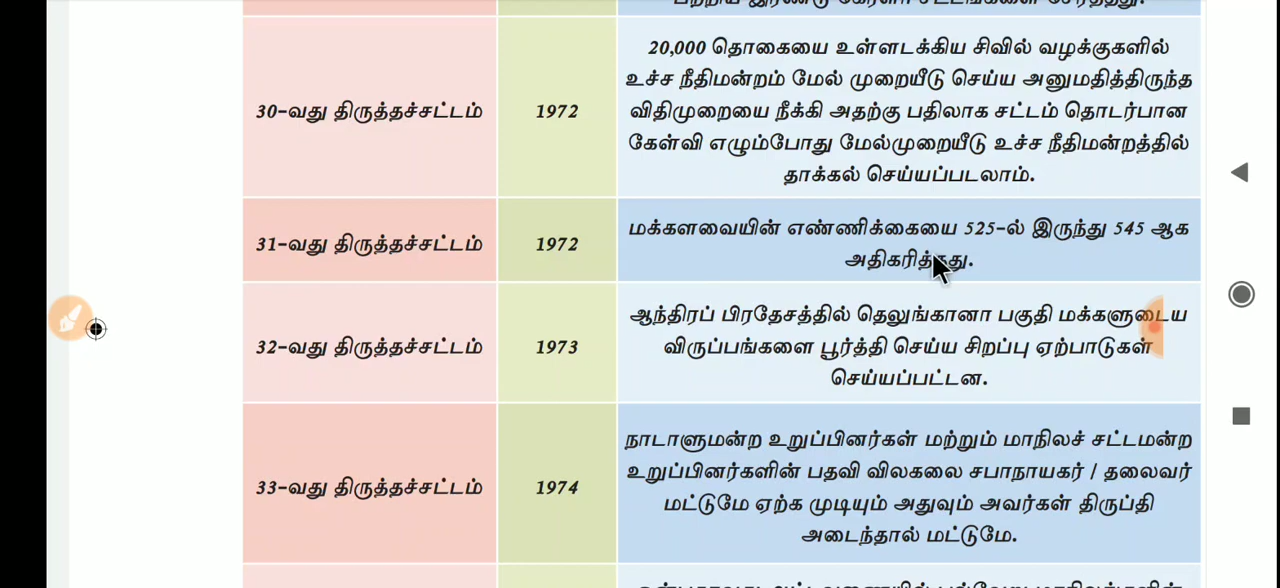 30-வது திருத்தச்சட்டம்
1972
20,000 தொகையை உள்ளடக்கிய சிவில் வழக்குகளில்
உச்ச நீதிமன்றம் மேல் முறையீடு செய்ய அனுமதித்திருந்த
விதிமுறையை நீக்கி அதற்கு பதிலாக சட்டம் தொடர்பான
கேள்வி எழும்போது மேல்முறையீடு உச்ச நீதிமன்றத்தில்
தாக்கல் செய்யப்படலாம்.
31-வது திருத்தச்சட்டம்
1972
மக்களவையின் எண்ணிக்கையை 525-ல் இருந்து 545 ஆக
அதிகரித்தது.
32-வது திருத்தச்சட்டம்
1973
ஆந்திரப் பிரதேசத்தில் தெலுங்கானா பகுதி மக்களுடைய
விருப்பங்களை பூர்த்தி செய்ய சிறப்பு ஏற்பாடுகள்
செய்யப்பட்டன.
33-வது திருத்தச்சட்டம்
1974
நாடாளுமன்ற உறுப்பினர்கள் மற்றும் மாநிலச் சட்டமன்ற
உறுப்பினர்களின் பதவி விலகலை சபாநாயகர் / தலைவர்
மட்டுமே ஏற்க முடியும் அதுவும் அவர்கள் திருப்தி
அடைந்தால் மட்டுமே.